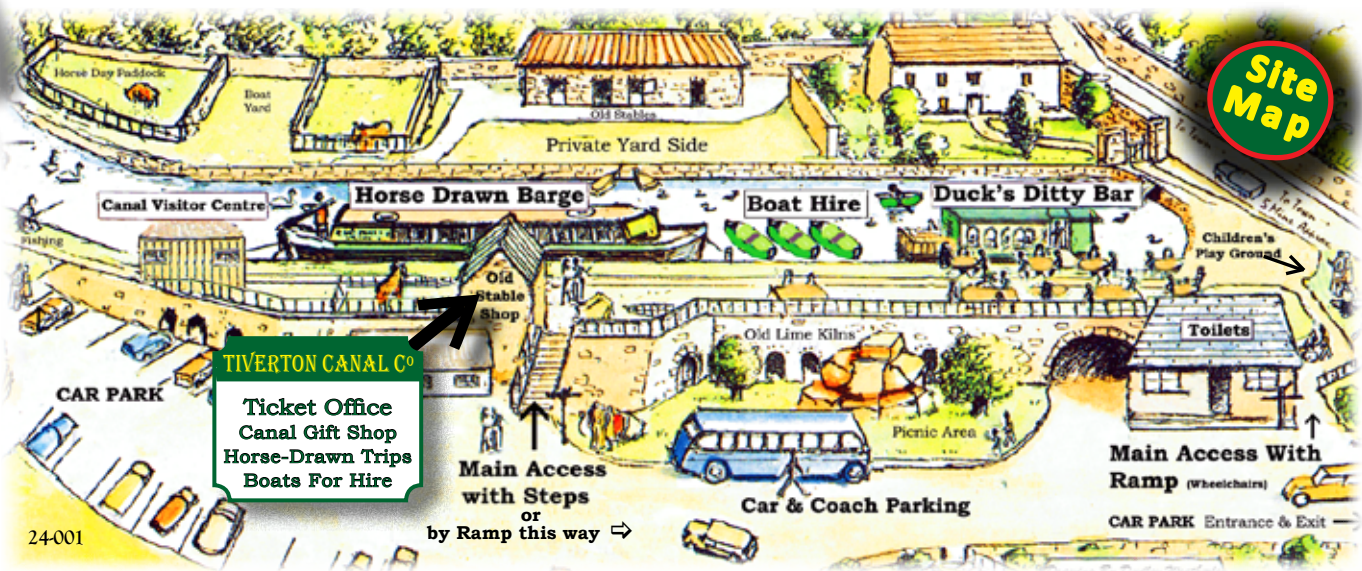 Site
Map
Horse Day Paddock
Boat
Yard
Old Stables
Private Yard Side
To Town
To Town
Canal Visitor Centre
Horse Drawn Barge
Boat Hire
Duck's Ditty Bar
Fishing
Children's
Play Ground
Old
Stable
Shop
Old Lime Kilns
Toilets
TIVERTON CANAL Co
Ticket Office
Canal Gift Shop
Horse-Drawn Trips
Boats For Hire
CAR PARK
Picnic Area
Main Access
with Steps
or
by Ramp this way
Car & Coach Parking
Main Access With
Ramp (Wheelchairs)
CAR PARK Entrance & Exit
24-001